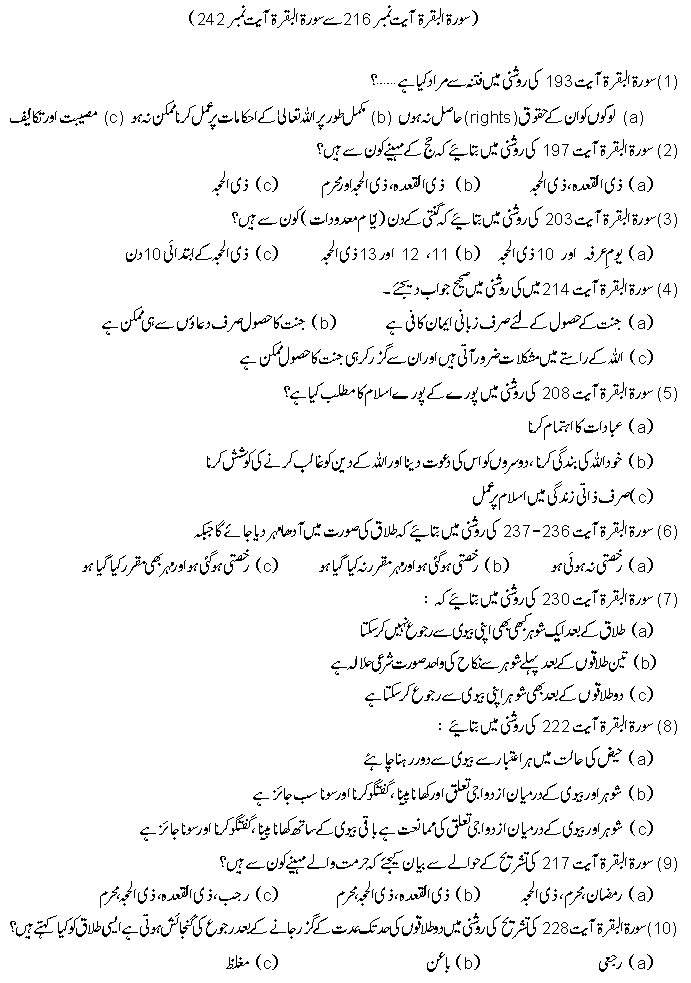 (سورۃ البقرۃ آیت نمبر 216 سے سورۃ البقرۃ آیت نمبر 242)
(1) سورۃ البقرۃ آیت 193 کی روشنی میں فتنہ سے مراد کیا ہے ......؟
(a) لوگوں کو ان کے حقوق (rights) حاصل نہ ہوں (b) مکمل طور پر اللہ تعالیٰ کے احکامات پر عمل کرنا ممکن نہ ہو (c) مصیبت اور تکالیف
(2) سورۃ البقرۃ آیت 197 کی روشنی میں بتائیے کہ حج کے مہینے کون سے ہیں؟
(a) ذی القعدہ، ذی الحجہ (b) ذی القعدہ، ذی الحجہ اور محرم (c) ذی الحجہ
(3) سورۃ البقرۃ آیت 203 کی روشنی میں بتائیے کہ گنتی کے دن (ایام معدودات) کون سے ہیں؟
(a) یومِ عرفہ اور 10 ذی الحجہ (b) 11، 12 اور 13 ذی الحجہ (c) ذی الحجہ کے ابتدائی 10 دن
(4) سورۃ البقرۃ آیت 214 میں کی روشنی میں صحیح جواب دیجئے ۔
(a) جنت کے حصول کے لئے صرف زبانی ایمان کافی ہے (b) جنت کا حصول صرف دعاؤں سے ہی ممکن ہے
(c) اللہ کے راستے میں مشکلات ضرور آتی ہیں اور ان سے گزر کر ہی جنت کا حصول ممکن ہے
(5) سورۃ البقرۃ آیت 208 کی روشنی میں پورے کے پورے اسلام کا مطلب کیا ہے؟
(a) عبادات کا اہتمام کرنا
(b) خود اللہ کی بندگی کرنا، دوسروں کو اس کی دعوت دینا اور اللہ کے دین کو غالب کرنے کی کوشش کرنا
(c) صرف ذاتی زندگی میں اسلام پر عمل
(6) سورۃ البقرۃ آیت 236-237 کی روشنی میں بتائیے کہ طلاق کی صورت میں آدھا مہر دیا جائے گا جبکہ
(a) رخصتی نہ ہوئی ہو (b) رخصتی ہو گئی ہو اور مہر مقرر نہ کیا گیا ہو (c) رخصتی ہو گئی ہو اور مہر بھی مقرر کیا گیا ہو
(7) سورۃ البقرۃ آیت 230 کی روشنی میں بتائیے کہ :
(a) طلاق کے بعد ایک شوہر کبھی بھی اپنی بیوی سے رجوع نہیں کر سکتا
(b) تین طلاقوں کے بعد پہلے شوہر سے نکاح کی واحد صورت شرعی حلالہ ہے
(c) دو طلاقوں کے بعد بھی شوہر اپنی بیوی سے رجوع کر سکتا ہے
(8) سورۃ البقرۃ آیت 222 کی روشنی میں بتائیے :
(a) حیض کی حالت میں ہر اعتبار سے بیوی سے دور رہنا چاہئے
(b) شوہر اور بیوی کے درمیان ازدواجی تعلق اور کھانا پینا، گفتگو کرنا اور سونا سب جائز ہے
(c) شوہر اور بیوی کے درمیان ازدواجی تعلق کی ممانعت ہے باقی بیوی کے ساتھ کھانا پینا، گفتگو کرنا اور سونا جائز ہے
(9) سورۃ البقرۃ آیت 217 کی تشریح کے حوالے سے بیان کیجئے کہ حرمت والے مہینے کون سے ہیں؟
(a) رمضان، محرم، ذی الحجہ (b) ذی القعدہ، ذی الحجہ، محرم (c) رجب، ذی القعدہ، ذی الحجہ، محرم
(10) سورۃ البقرۃ آیت 228 کی تشریح کی روشنی میں دو طلاقوں کی حد تک عدت کے گزر جانے کے بعد رجوع کی گنجائش ہوتی ہے ایسی طلاق کو کیا کہتے ہیں؟
(a) رجعی (b) باعن (c) مغلظ